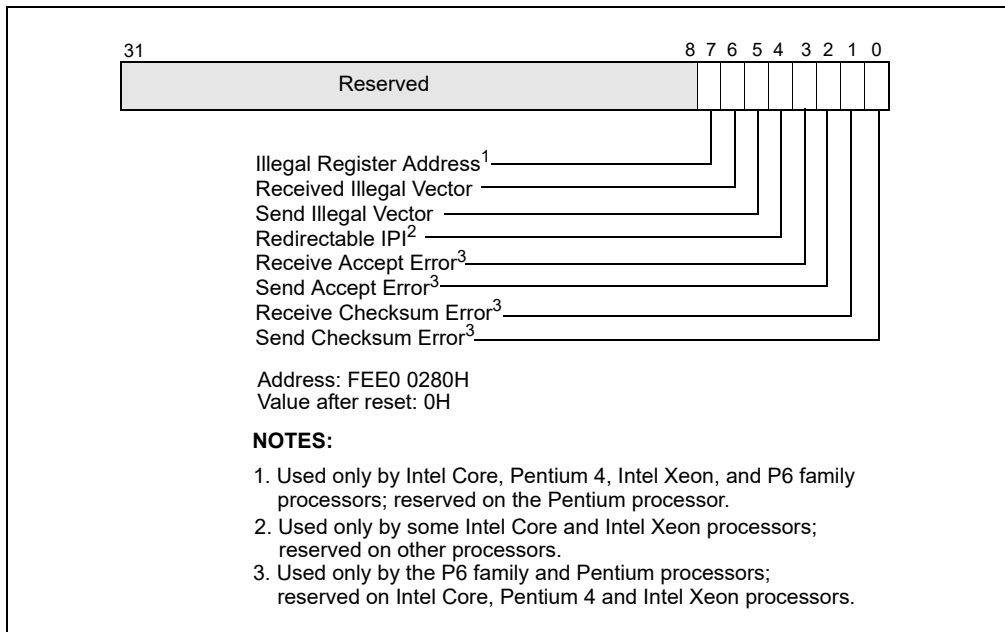 31 8 7 6 5 4 3 2 1 0
Reserved
Illegal Register Address1
Received Illegal Vector
Send Illegal Vector
Redirectable IPI2
Receive Accept Error3
Send Accept Error3
Receive Checksum Error3
Send Checksum Error3
Address: FEE0 0280H
Value after reset: 0H
NOTES:
1. Used only by Intel Core, Pentium 4, Intel Xeon, and P6 family
processors; reserved on the Pentium processor.
2. Used only by some Intel Core and Intel Xeon processors;
reserved on other processors.
3. Used only by the P6 family and Pentium processors;
reserved on Intel Core, Pentium 4 and Intel Xeon processors.